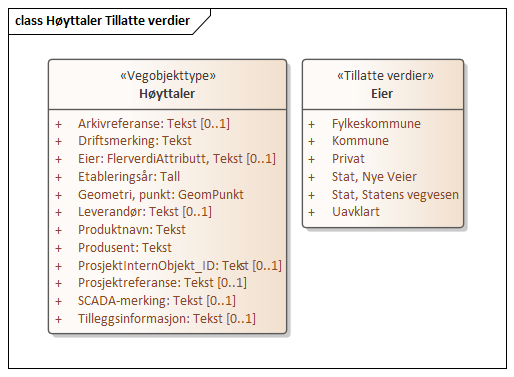 class Høyttaler Tillatte verdier
«Vegobjekttype»
Høyttaler
+ Arkivreferanse: Tekst [0..1]
+ Driftsmerking: Tekst
+ Eier: FlerverdiAttributt, Tekst [0..1]
+ Etableringsår: Tall
+ Geometri, punkt: GeomPunkt
+ Leverandør: Tekst [0..1]
+ Produktnavn: Tekst
+ Produsent: Tekst
+ ProsjektInternObjekt_ID: Tekst [0..1]
+ Prosjektreferanse: Tekst [0..1]
+ SCADA-merking: Tekst [0..1]
+ Tilleggsinformasjon: Tekst [0..1]
«Tillatte verdier»
Eier
+ Fylkeskommune
+ Kommune
+ Privat
+ Stat, Nye Veier
+ Stat, Statens vegvesen
+ Uavklart